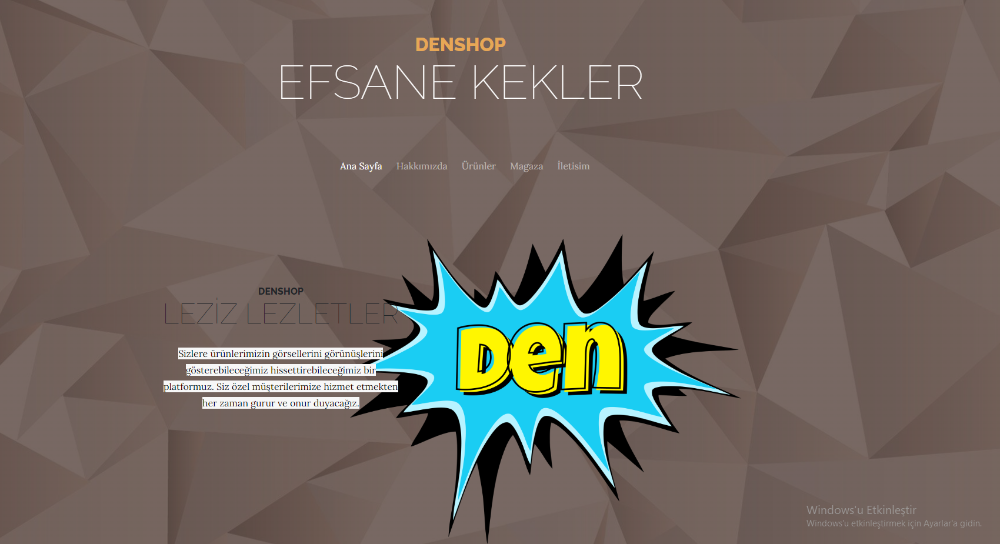 DENSHOP
EFSANE KEKLER
Ana Sayfa Hakkımızda Ürünler Magaza İletisim
DENSHOP
LEZİZ LEZLETLER
Sizlere ürünlerimizin görsellerini görünüşlerini
gösterebileceğimiz hissettirebileceğimiz bir
platformuz. Siz özel müşterilerimize hizmet etmekten
her zaman gurur ve onur duyacağız.
Den
Windows'u Etkinleştir
Windows'u etkinleştirmek için Ayarlar'a gidin.